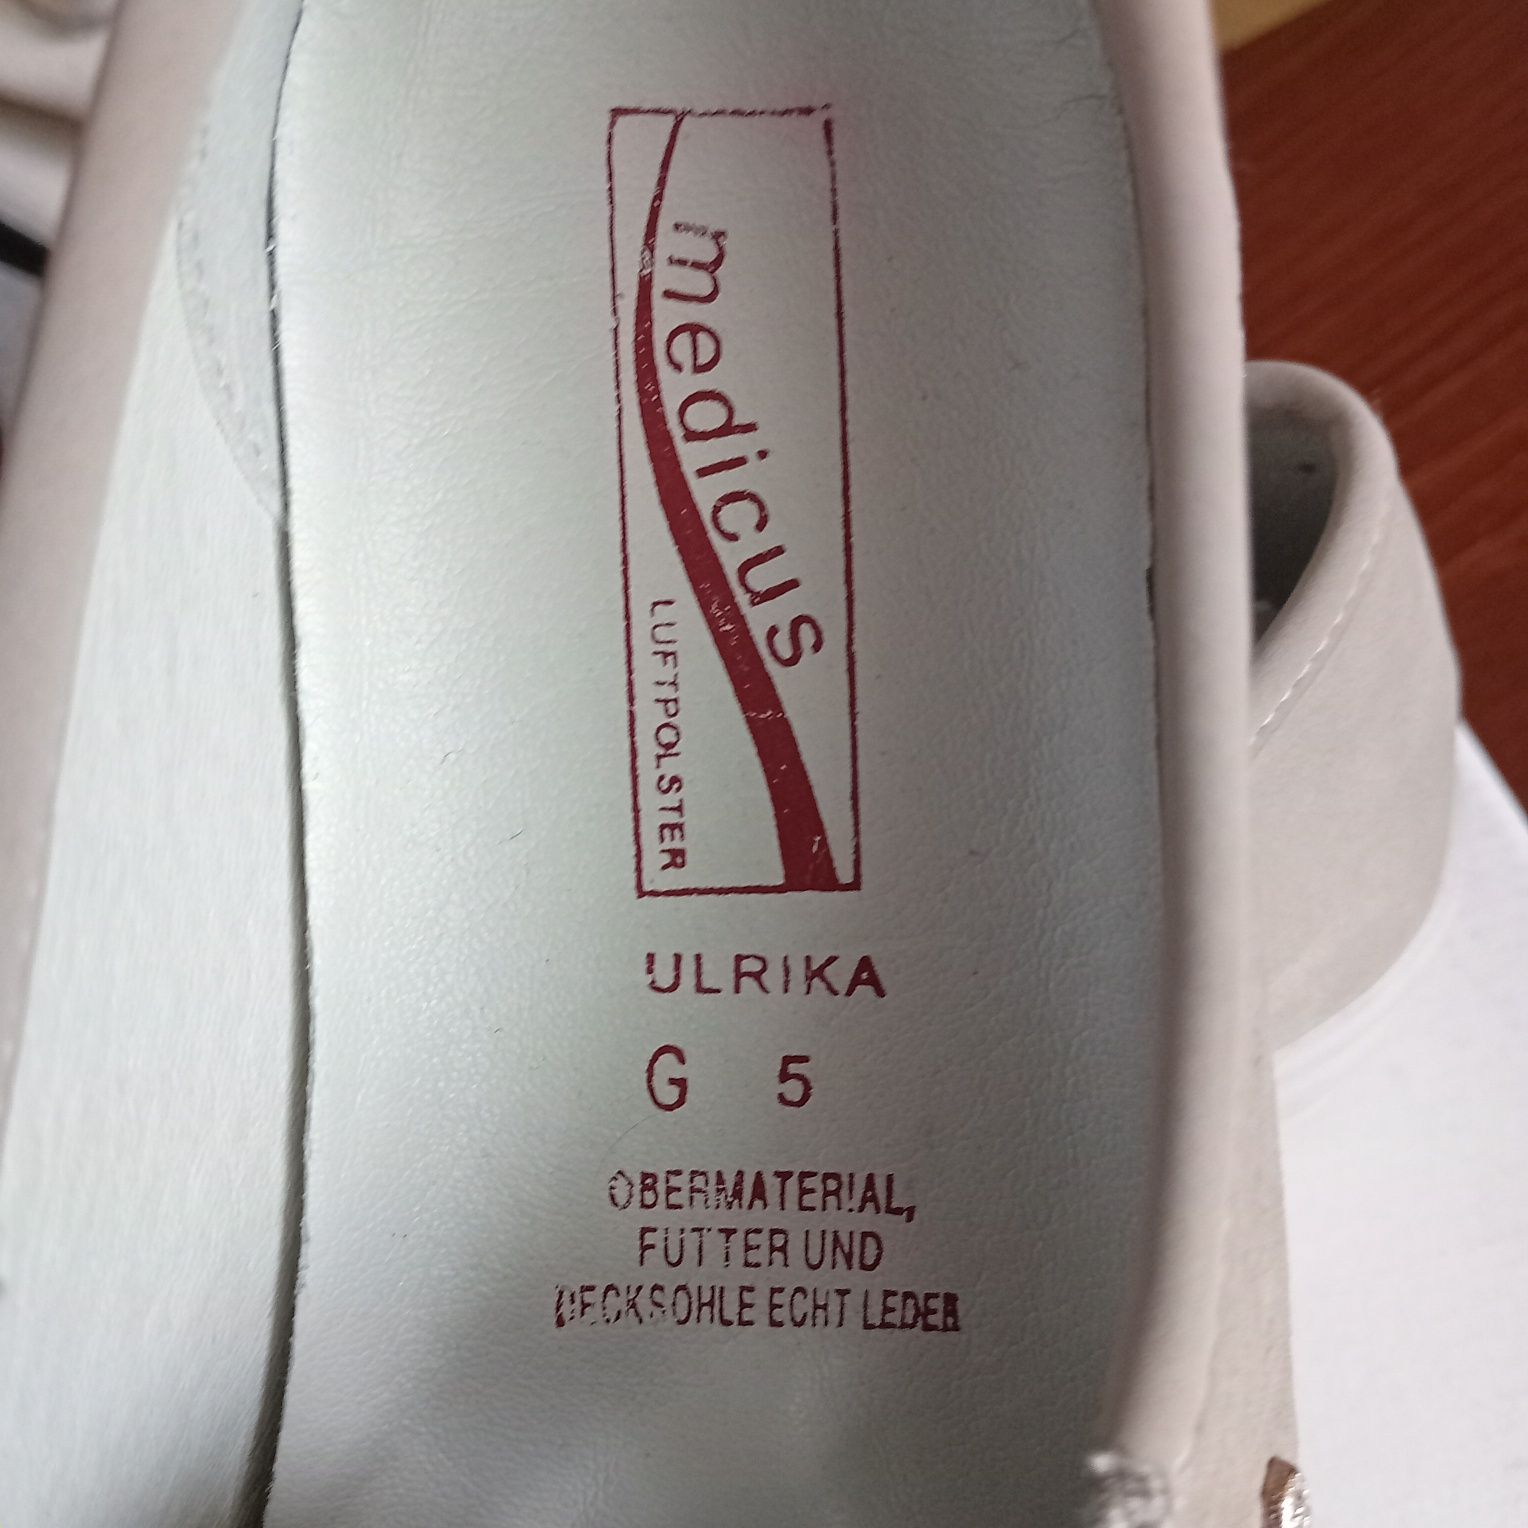 medicus
LUFTPOLSTER
ULRIKA
G 5
OBERMATERIAL,
FUTTER UND
DECKSOHLE ECHT LEDER